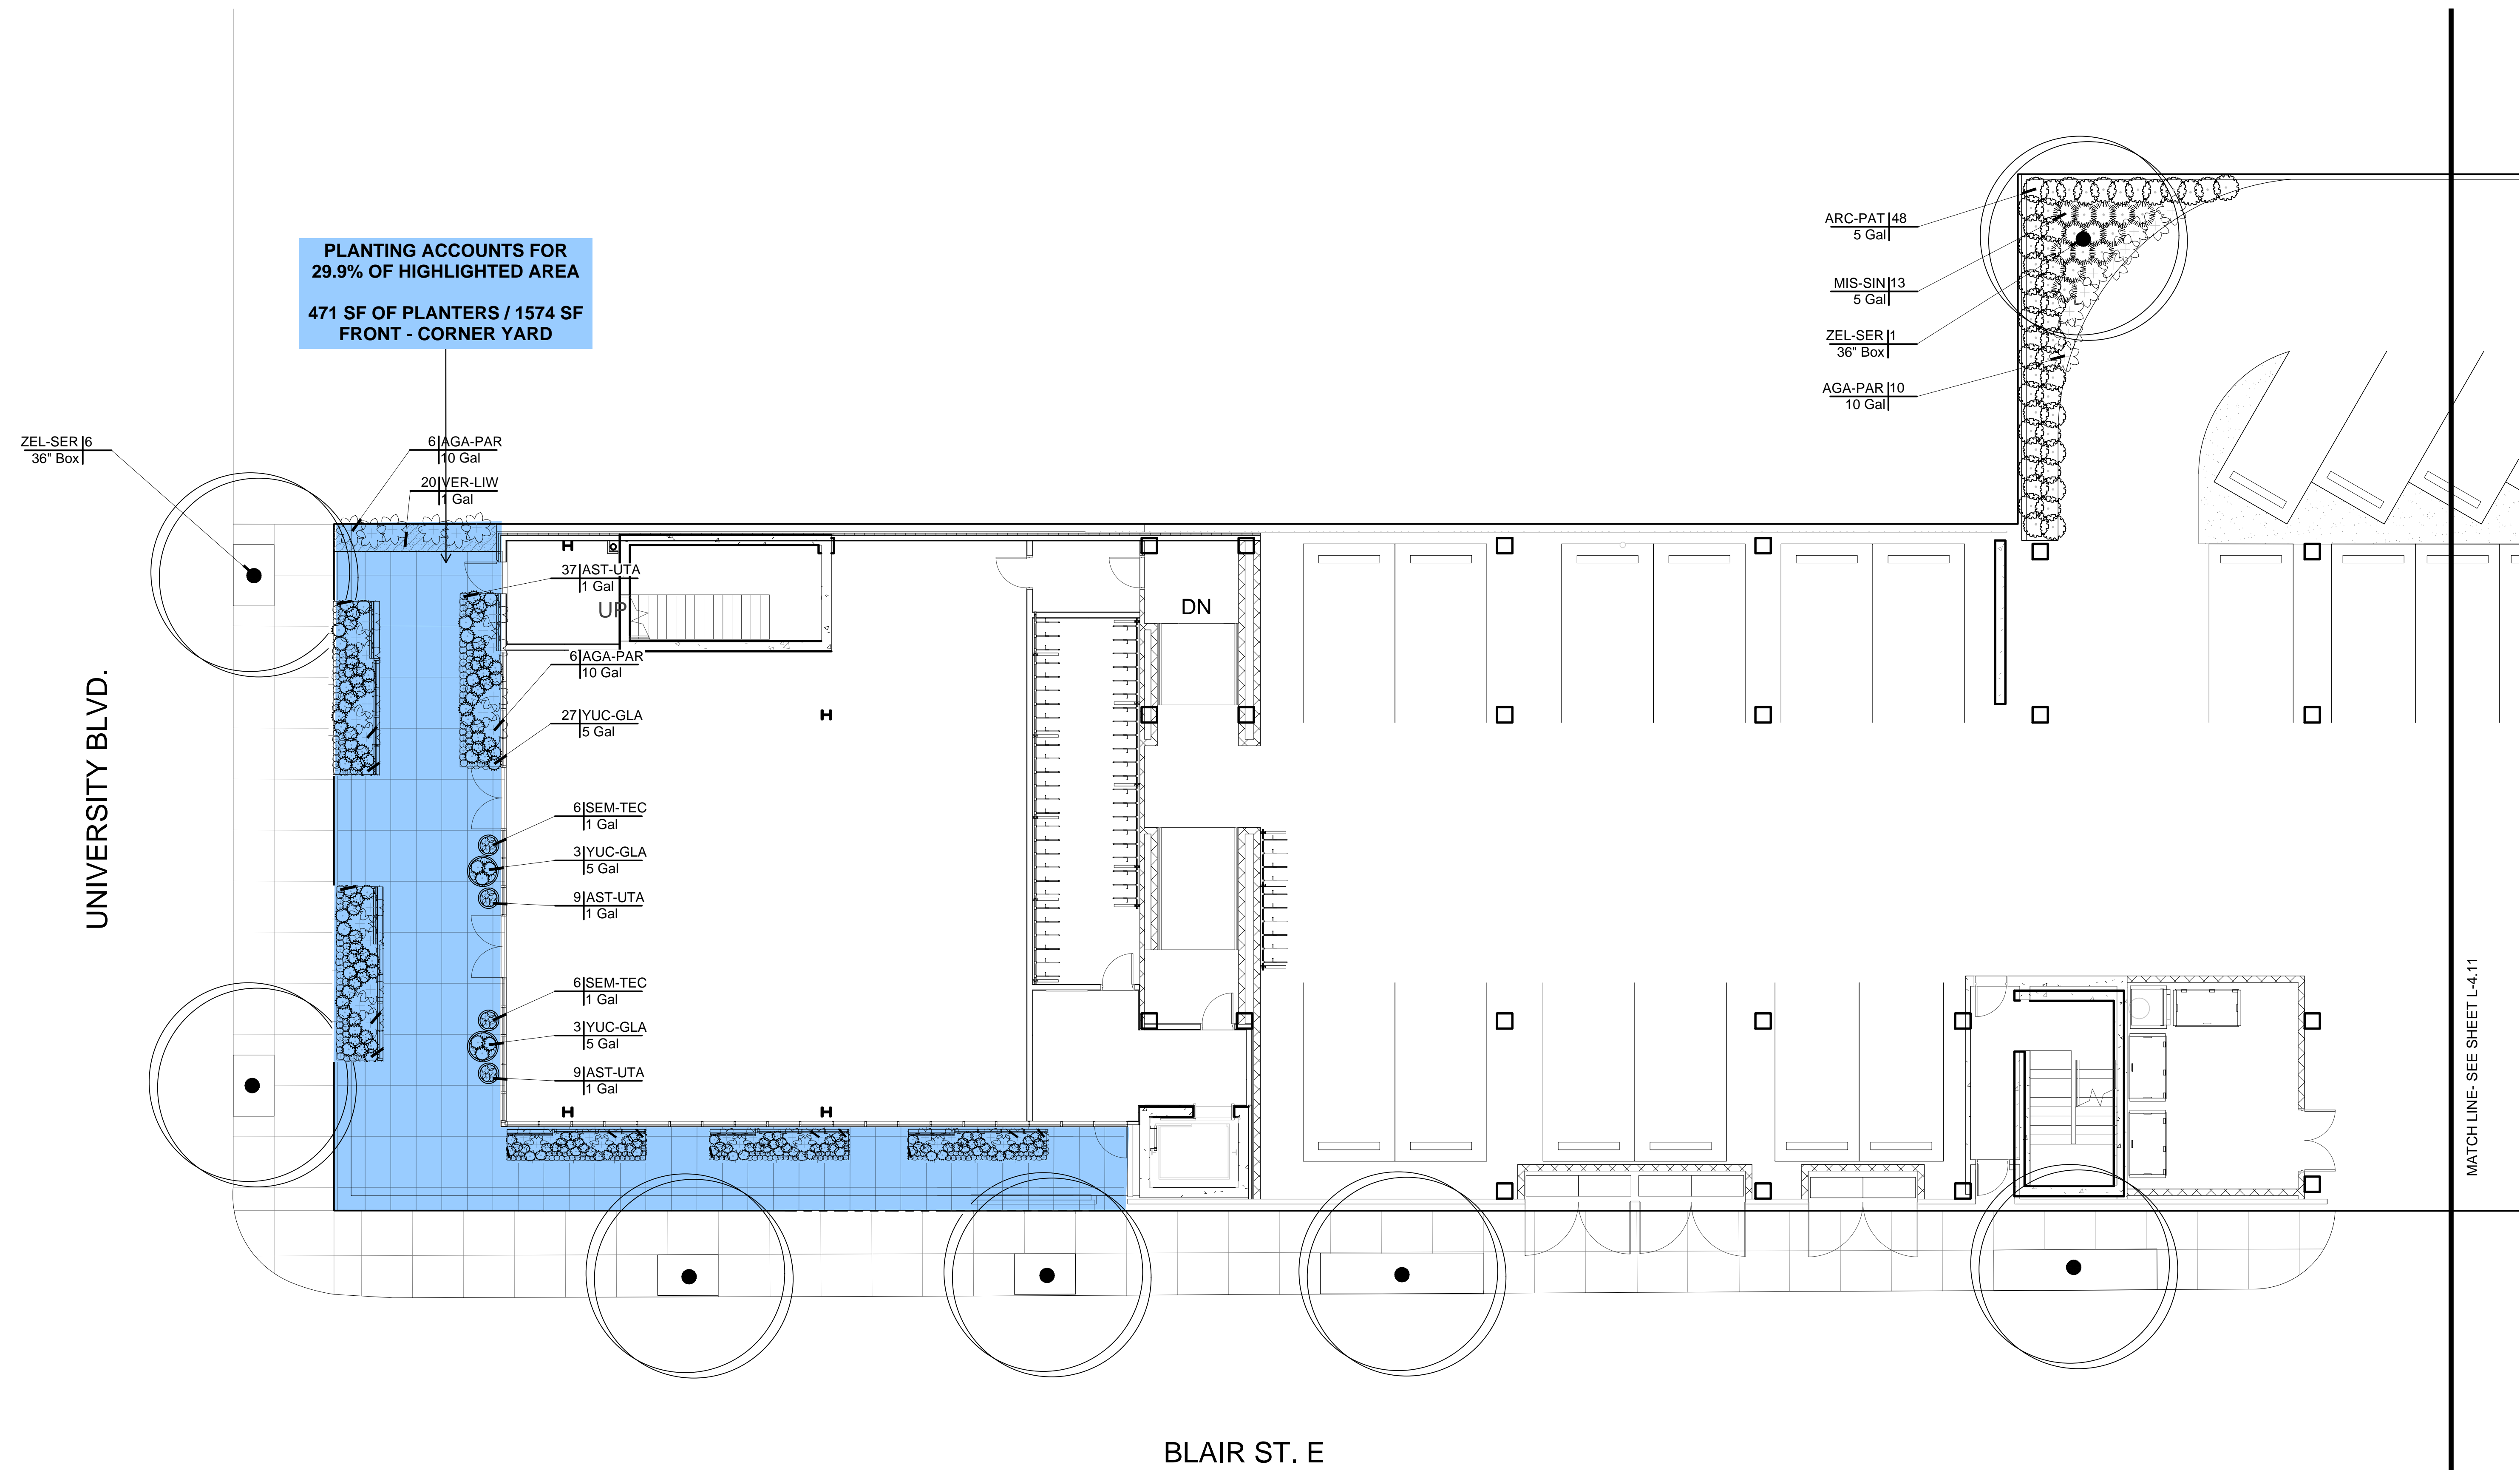 PLANTING ACCOUNTS FOR
29.9% OF HIGHLIGHTED AREA
471 SF OF PLANTERS / 1574 SF
FRONT - CORNER YARD
ARC-PAT 48
5 Gal
MIS-SIN 13
5 Gal
ZEL-SER 1
36" Box
AGA-PAR 10
10 Gal
ZEL-SER 6
36" Box
6 AGA-PAR
10 Gal
20 VER-LIW
1 Gal
37 AST-UTA
1 Gal
UP
DN
6 AGA-PAR
10 Gal
27 YUC-GLA
5 Gal
6 SEM-TEC
1 Gal
3 YUC-GLA
5 Gal
9 AST-UTA
1 Gal
6 SEM-TEC
1 Gal
3 YUC-GLA
5 Gal
9 AST-UTA
1 Gal
UNIVERSITY BLVD.
MATCH LINE- SEE SHEET L-4.11
BLAIR ST. E